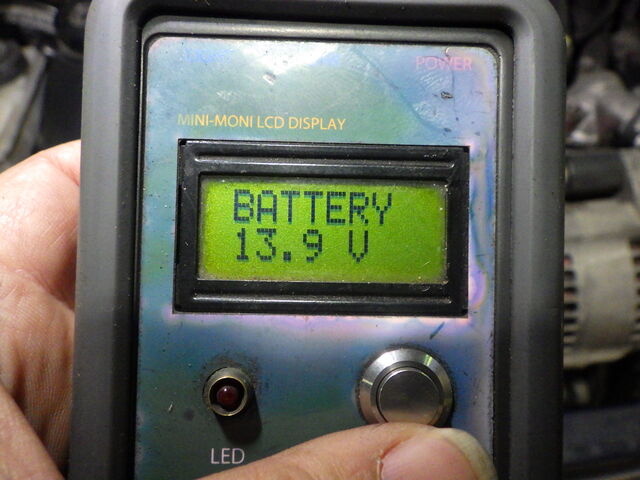 POWER
MINI-MONI LCD DISPLAY
BATTERY
13.9 V
LED